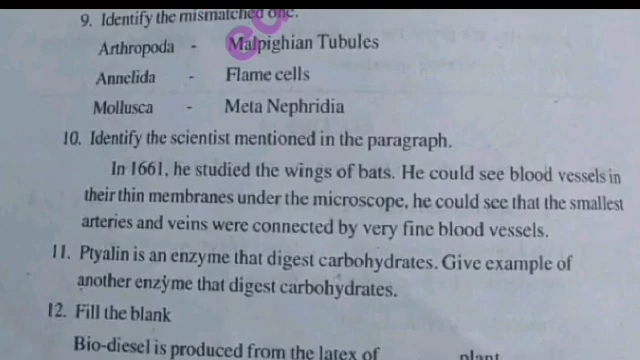 9. Identify the mismatched one.
Arthropoda - Malpighian Tubules
Annelida - Flame cells
Mollusca - Meta Nephridia
10. Identify the scientist mentioned in the paragraph.
In 1661, he studied the wings of bats. He could see blood vessels in
their thin membranes under the microscope, he could see that the smallest
arteries and veins were connected by very fine blood vessels.
11. Ptyalin is an enzyme that digest carbohydrates. Give example of
another enzyme that digest carbohydrates.
12. Fill the blank
Bio-diesel is produced from the latex of ________ plant